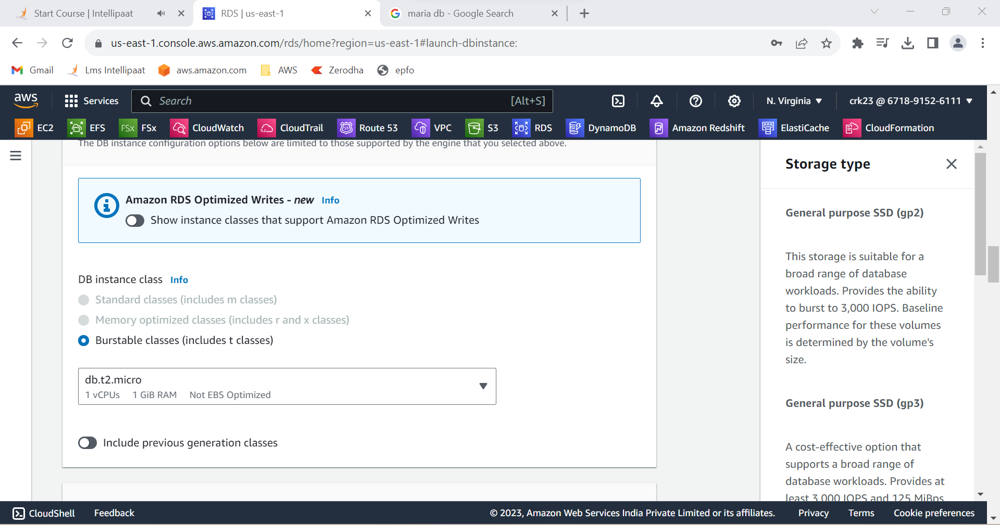 Start Course | Intellipaat
RDS | us-east-1
maria db - Google Search
us-east-1.console.aws.amazon.com/rds/home?region=us-east-1#launch-dbinstance:
Gmail
Lms Intellipaat
aws.amazon.com
AWS
Zerodha
epfo
aws
Services
Search
[Alt+S]
N. Virginia
crk23 @ 6718-9152-6111
EC2
EFS
FSx
FSx
CloudWatch
CloudTrail
53
Route 53
VPC
S3
RDS
DynamoDB
Amazon Redshift
ElastiCache
CloudFormation
The DB instance configuration options below are limited to those supported by the engine that you selected above.
Amazon RDS Optimized Writes - new Info
Show instance classes that support Amazon RDS Optimized Writes
DB instance class Info
Standard classes (includes m classes)
Memory optimized classes (includes r and x classes)
Burstable classes (includes t classes)
db.t2.micro
1 vCPUs 1 GiB RAM Not EBS Optimized
Include previous generation classes
Storage type
General purpose SSD (gp2)
This storage is suitable for a
broad range of database
workloads. Provides the ability
to burst to 3,000 IOPS. Baseline
performance for these volumes
is determined by the volume's
size.
General purpose SSD (gp3)
A cost-effective option that
supports a broad range of
database workloads. Provides at
least 3,000 IOPS and 125 MiBps
CloudShell
Feedback
© 2023, Amazon Web Services India Private Limited or its affiliates.
Privacy
Terms
Cookie preferences